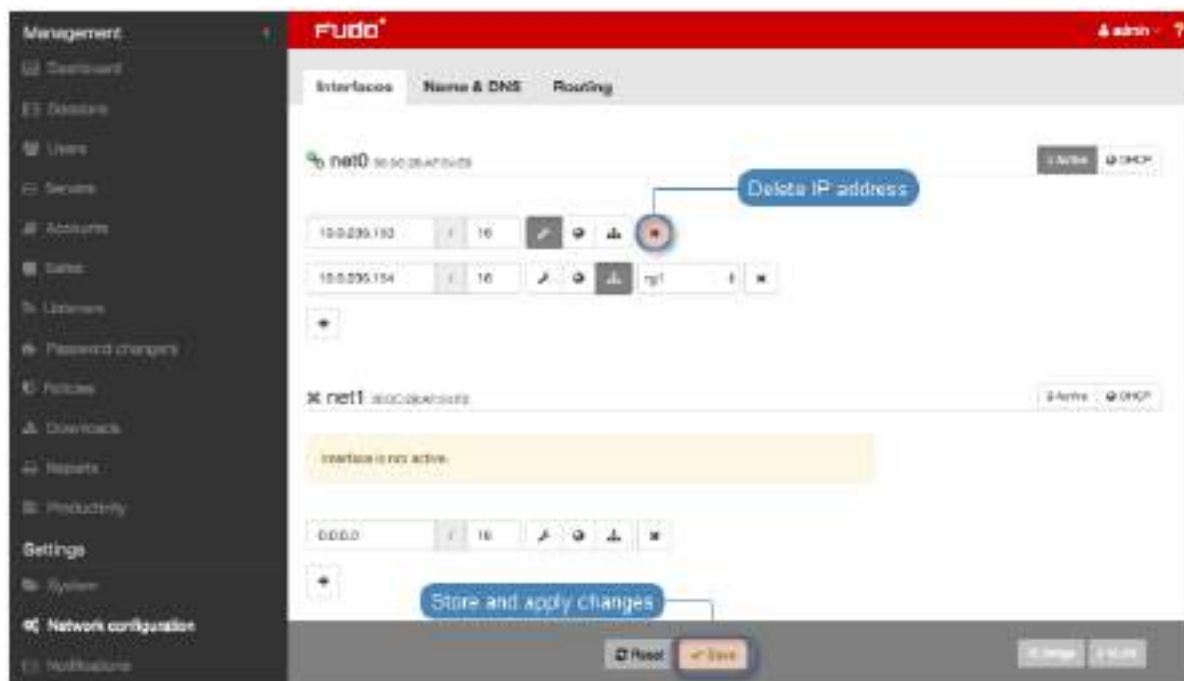 Management
FUDO
admin
?
Dashboard
Sessions
Users
Servers
Accounts
Safes
Listeners
Password changers
Policies
Downloads
Reports
Productivity
Settings
System
Network configuration
Notifications
Interfaces
Name & DNS
Routing
net0
Active
DHCP
Delete IP address
/
16
/
16
net1
Active
DHCP
Interface is not active.
0.0.0.0
/
16
Store and apply changes
Reset
Save